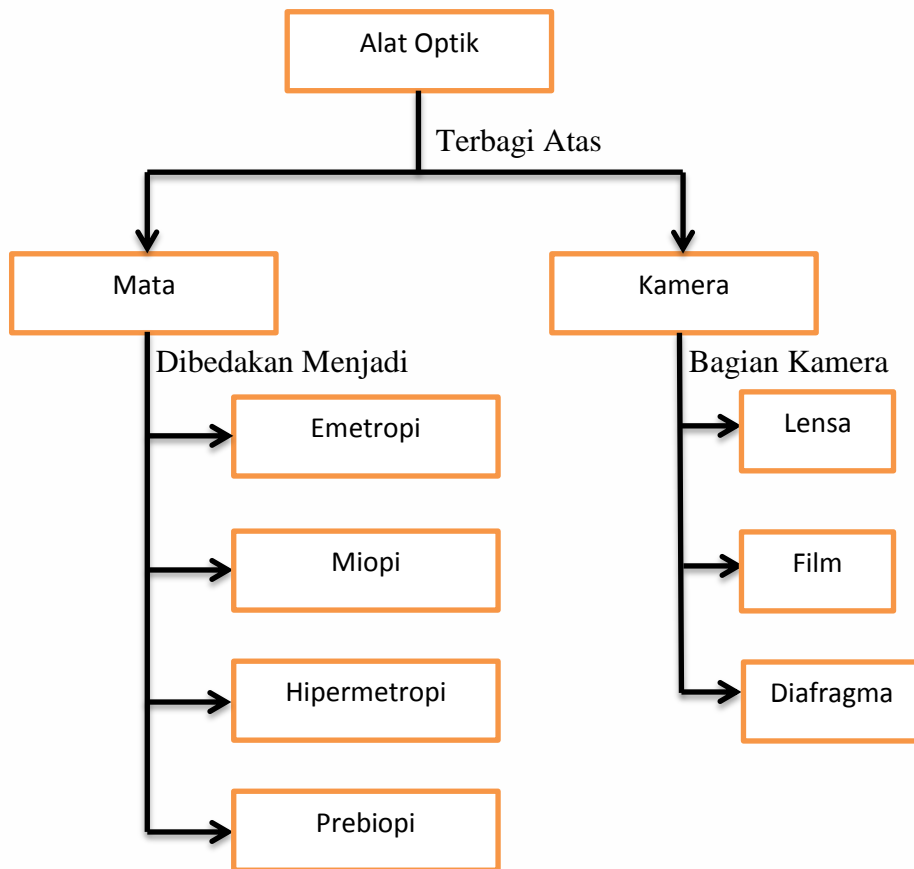 Alat Optik
Terbagi Atas
Mata
Kamera
Dibedakan Menjadi
Bagian Kamera
Emetropi
Lensa
Miopi
Film
Hipermetropi
Diafragma
Prebiopi